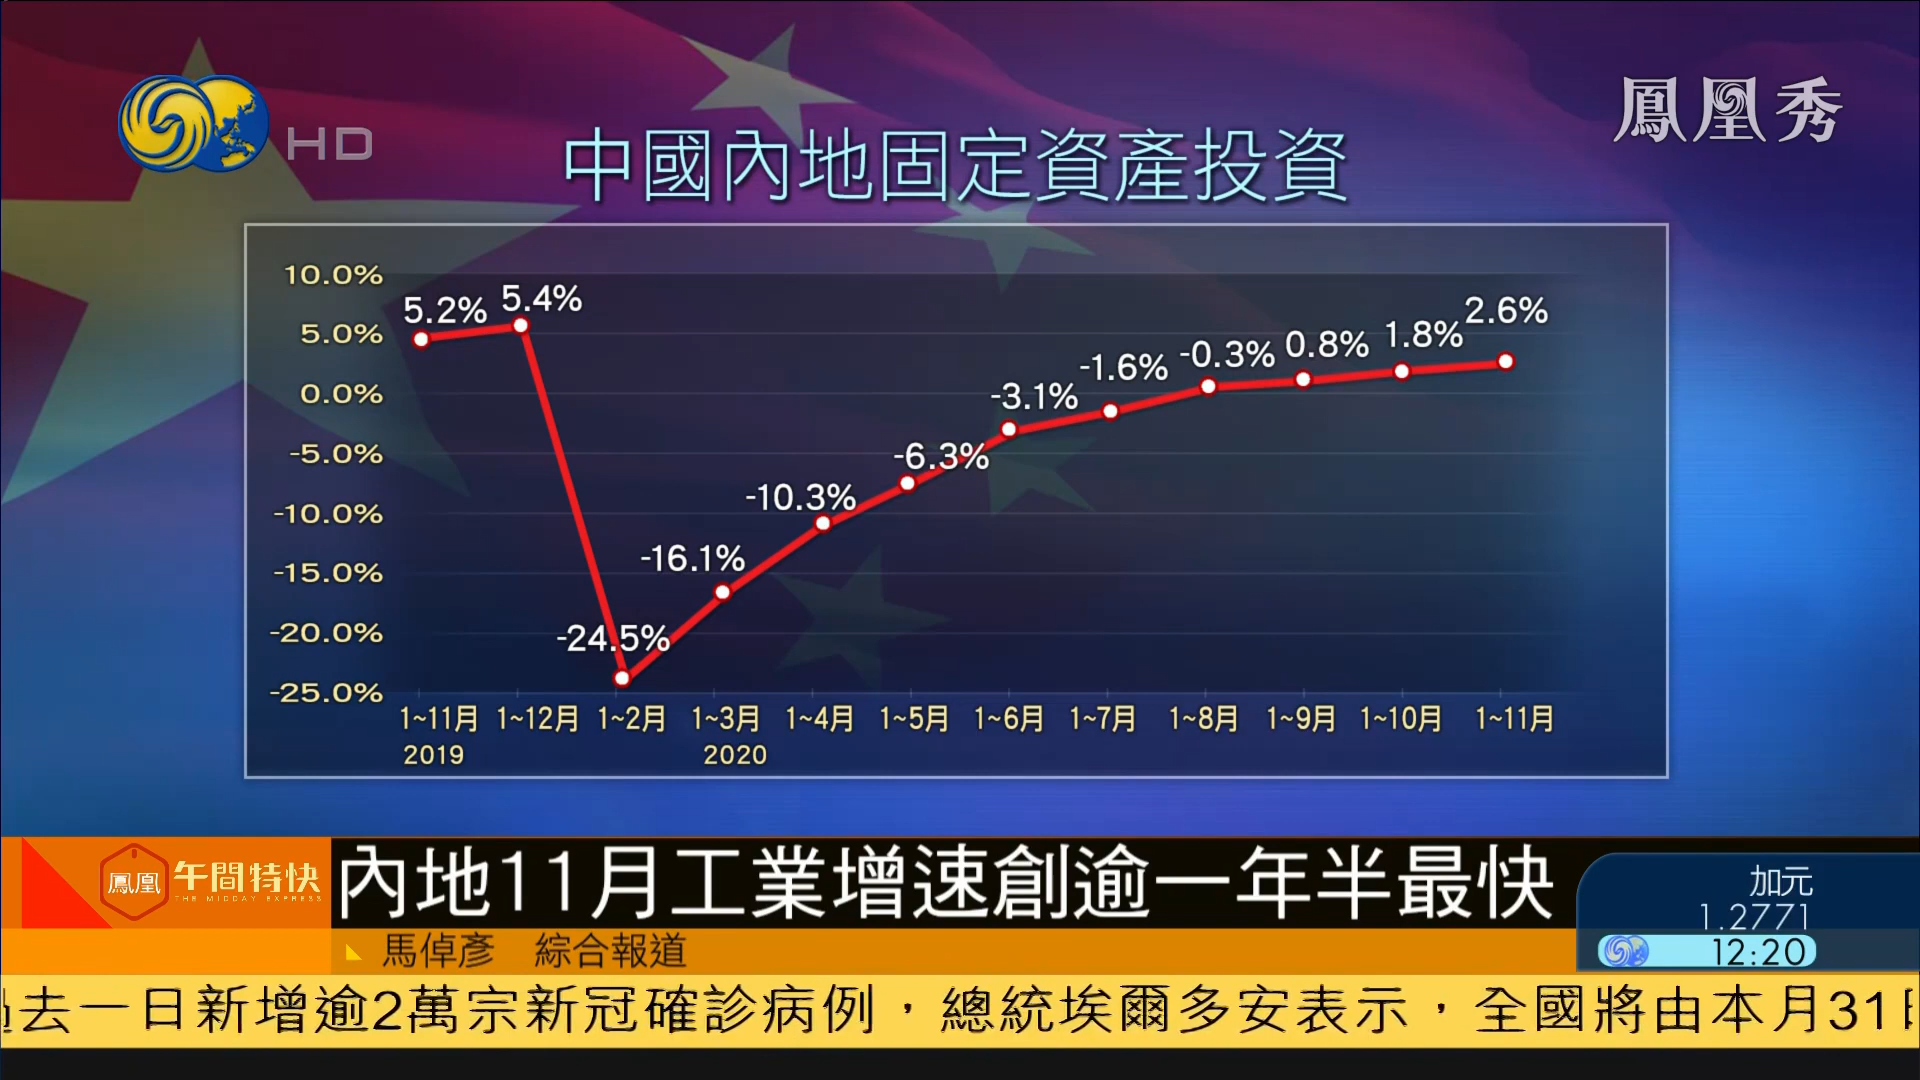 HD
鳳凰秀
中國內地固定資產投資
10.0%
5.0%
0.0%
-5.0%
-10.0%
-15.0%
-20.0%
-25.0%
5.2% 5.4% -24.5% -16.1% -10.3% -6.3% -3.1% -1.6% -0.3% 0.8% 1.8% 2.6%
1~11月 1~12月 1~2月 1~3月 1~4月 1~5月 1~6月 1~7月 1~8月 1~9月 1~10月 1~11月
2019 2020
鳳凰 午間特快
THE MIDDAY EXPRESS
內地11月工業增速創逾一年半最快
馬倬彥 綜合報道
加元
1.2771
12:20
過去一日新增逾2萬宗新冠確診病例，總統埃爾多安表示，全國將由本月31日